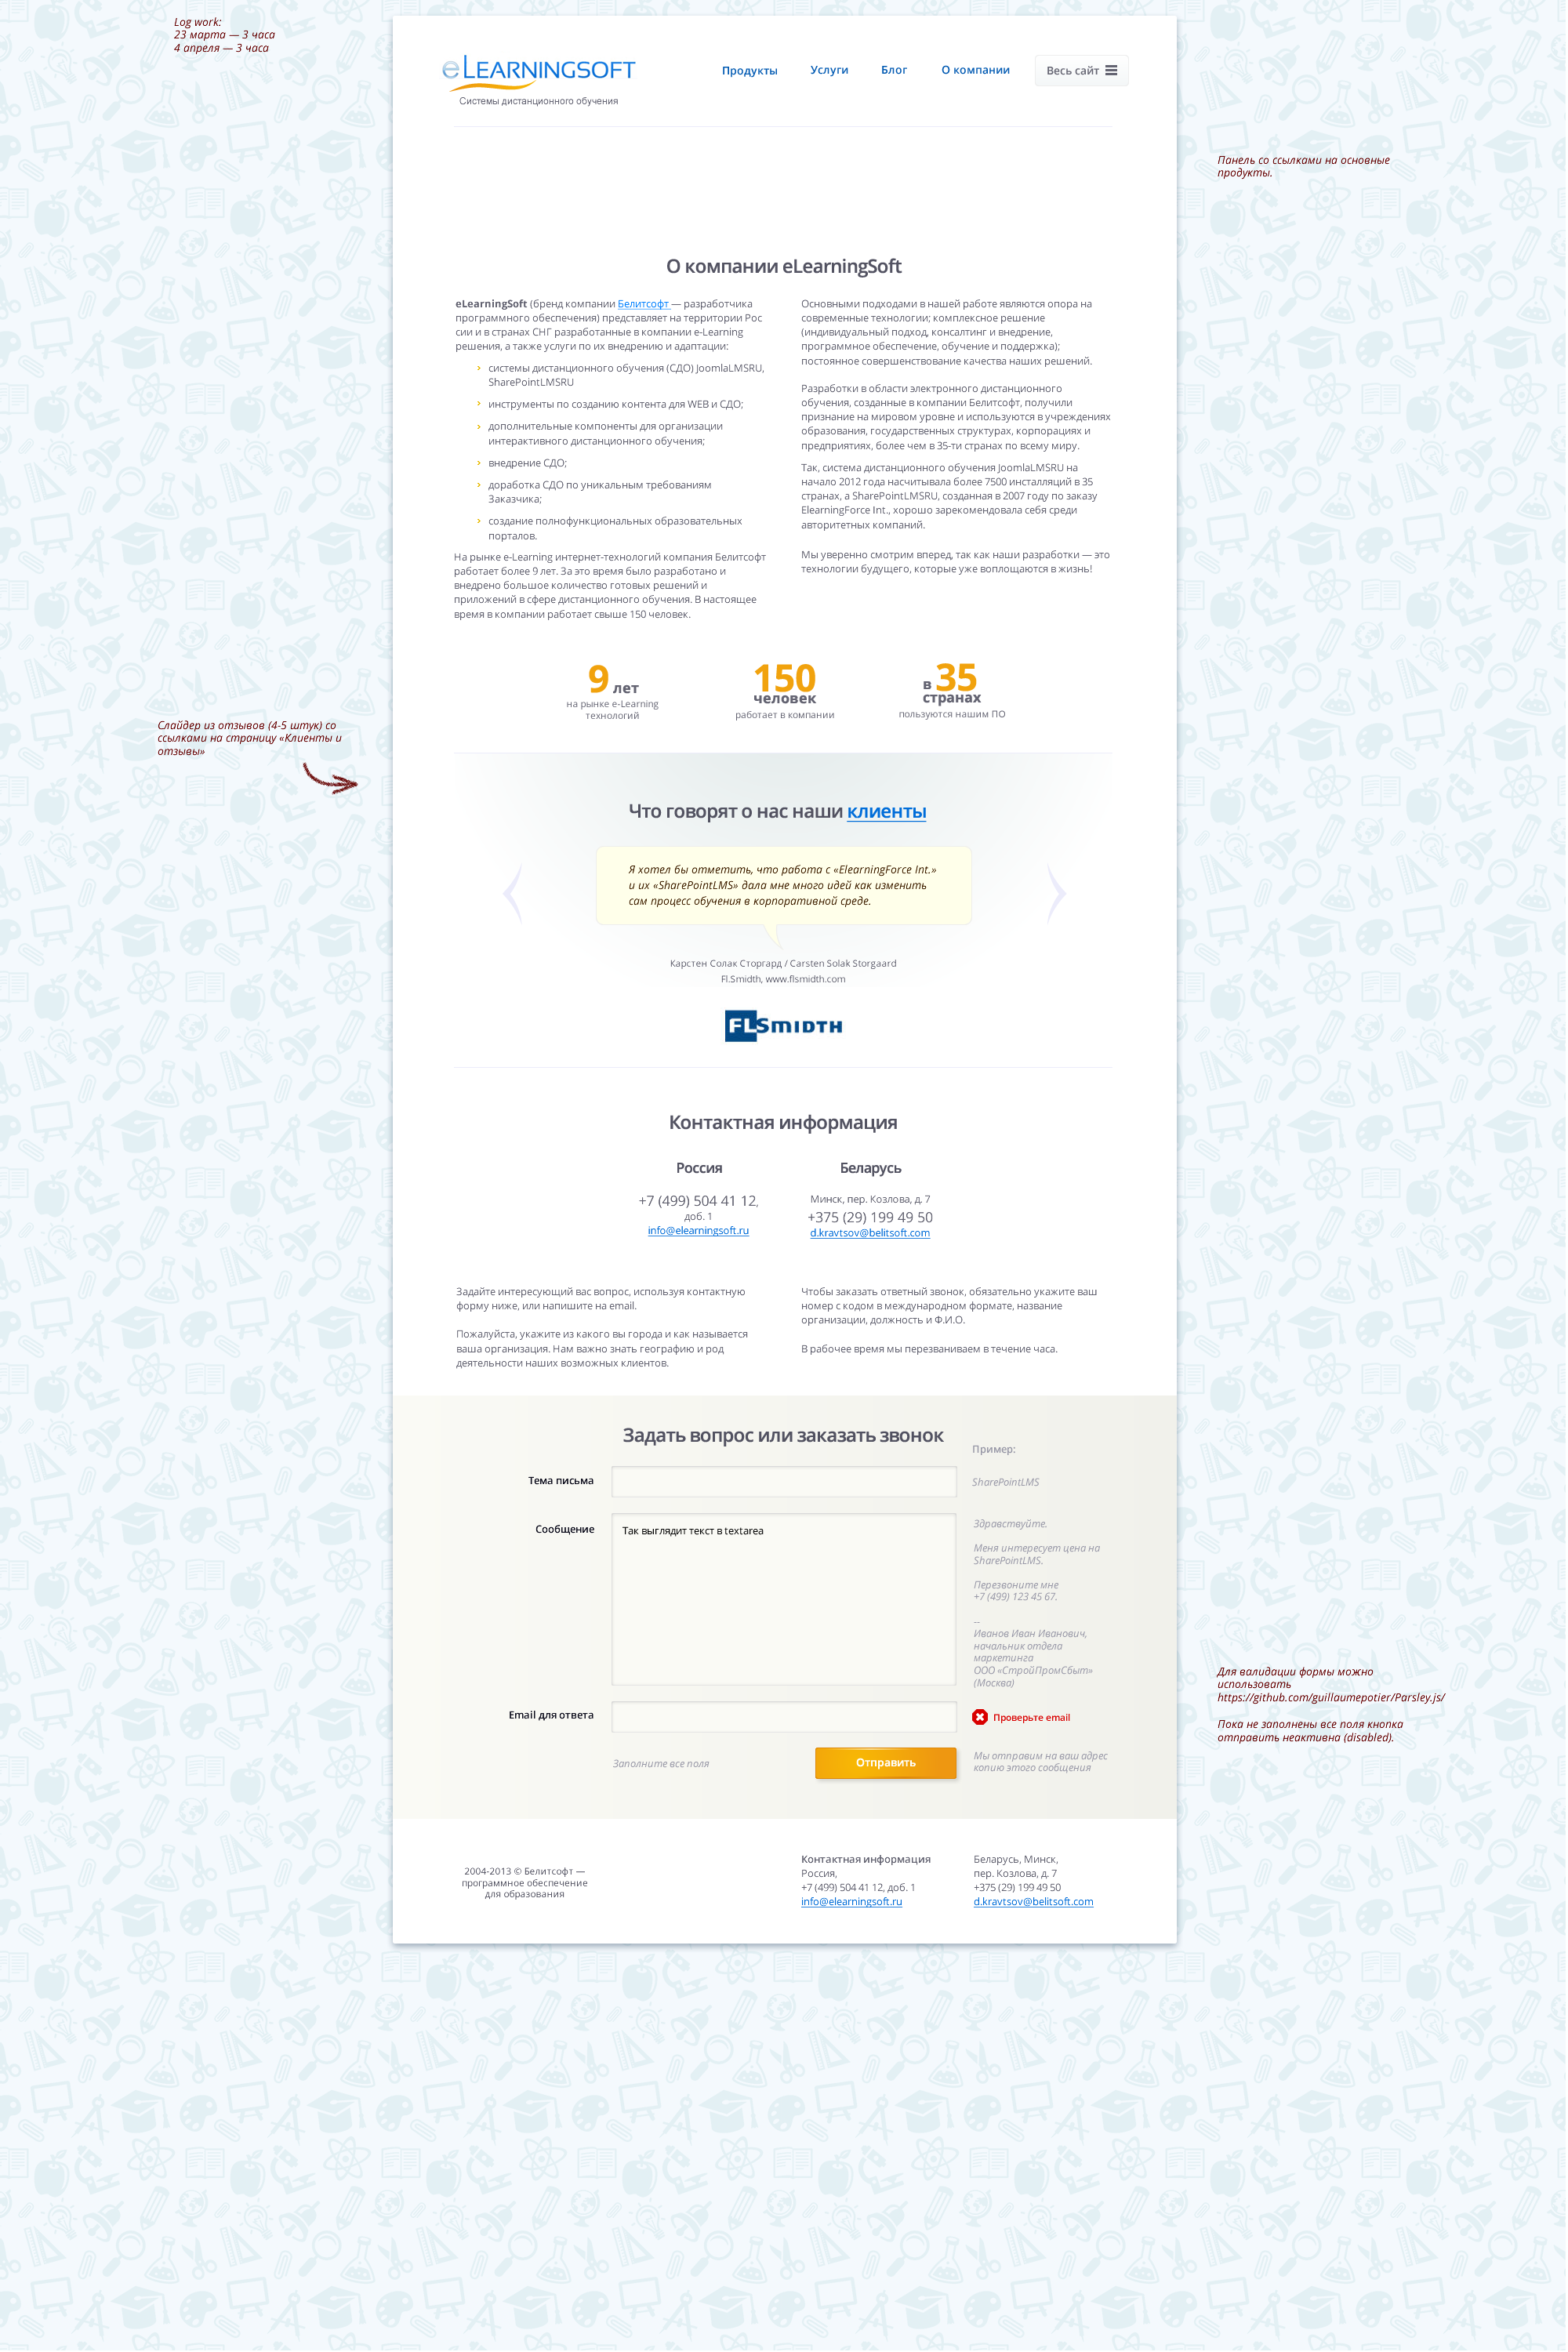 Log work:
23 марта — 3 часа
4 апреля — 3 часа
eLearningSoft
Системы дистанционного обучения
Продукты
Услуги
Блог
О компании
Весь сайт
Панель со ссылками на основные
продукты.
О компании eLearningSoft
eLearningSoft (бренд компании Белитсофт — разработчика
программного обеспечения) представляет на территории Рос
сии и в странах СНГ разработанные в компании e-Learning
решения, а также услуги по их внедрению и адаптации:
системы дистанционного обучения (СДО) JoomlaLMSRU,
SharePointLMSRU
инструменты по созданию контента для WEB и СДО;
дополнительные компоненты для организации
интерактивного дистанционного обучения;
внедрение СДО;
доработка СДО по уникальным требованиям
Заказчика;
создание полнофункциональных образовательных
порталов.
На рынке e-Learning интернет-технологий компания Белитсофт
работает более 9 лет. За это время было разработано и
внедрено большое количество готовых решений и
приложений в сфере дистанционного обучения. В настоящее
время в компании работает свыше 150 человек.
Основными подходами в нашей работе являются опора на
современные технологии; комплексное решение
(индивидуальный подход, консалтинг и внедрение,
программное обеспечение, обучение и поддержка);
постоянное совершенствование качества наших решений.
Разработки в области электронного дистанционного
обучения, созданные в компании Белитсофт, получили
признание на мировом уровне и используются в учреждениях
образования, государственных структурах, корпорациях и
предприятиях, более чем в 35-ти странах по всему миру.
Так, система дистанционного обучения JoomlaLMSRU на
начало 2012 года насчитывала более 7500 инсталляций в 35
странах, а SharePointLMSRU, созданная в 2007 году по заказу
ElearningForce Int., хорошо зарекомендовала себя среди
авторитетных компаний.
Мы уверенно смотрим вперед, так как наши разработки — это
технологии будущего, которые уже воплощаются в жизнь!
9 лет
на рынке e-Learning
технологий
150
человек
работает в компании
в 35
странах
пользуются нашим ПО
Слайдер из отзывов (4-5 штук) со
ссылками на страницу «Клиенты и
отзывы»
Что говорят о нас наши клиенты
Я хотел бы отметить, что работа с «ElearningForce Int.»
и их «SharePointLMS» дала мне много идей как изменить
сам процесс обучения в корпоративной среде.
Карстен Солак Сторгард / Carsten Solak Storgaard
Fl.Smidth, www.flsmidth.com
FLSMIDTH
Контактная информация
Россия
+7 (499) 504 41 12,
доб. 1
info@elearningsoft.ru
Беларусь
Минск, пер. Козлова, д. 7
+375 (29) 199 49 50
d.kravtsov@belitsoft.com
Задайте интересующий вас вопрос, используя контактную
форму ниже, или напишите на email.
Пожалуйста, укажите из какого вы города и как называется
ваша организация. Нам важно знать географию и род
деятельности наших возможных клиентов.
Чтобы заказать ответный звонок, обязательно укажите ваш
номер с кодом в международном формате, название
организации, должность и Ф.И.О.
В рабочее время мы перезваниваем в течение часа.
Задать вопрос или заказать звонок
Пример:
Тема письма
SharePointLMS
Сообщение
Так выглядит текст в textarea
Здравствуйте.
Меня интересует цена на
SharePointLMS.
Перезвоните мне
+7 (499) 123 45 67.
--
Иванов Иван Иванович,
начальник отдела
маркетинга
ООО «СтройПромСбыт»
(Москва)
Email для ответа
Проверьте email
Заполните все поля
Отправить
Мы отправим на ваш адрес
копию этого сообщения
Для валидации формы можно
использовать
https://github.com/guillaumepotier/Parsley.js/
Пока не заполнены все поля кнопка
отправить неактивна (disabled).
2004-2013 © Белитсофт —
программное обеспечение
для образования
Контактная информация
Россия,
+7 (499) 504 41 12, доб. 1
info@elearningsoft.ru
Беларусь, Минск,
пер. Козлова, д. 7
+375 (29) 199 49 50
d.kravtsov@belitsoft.com